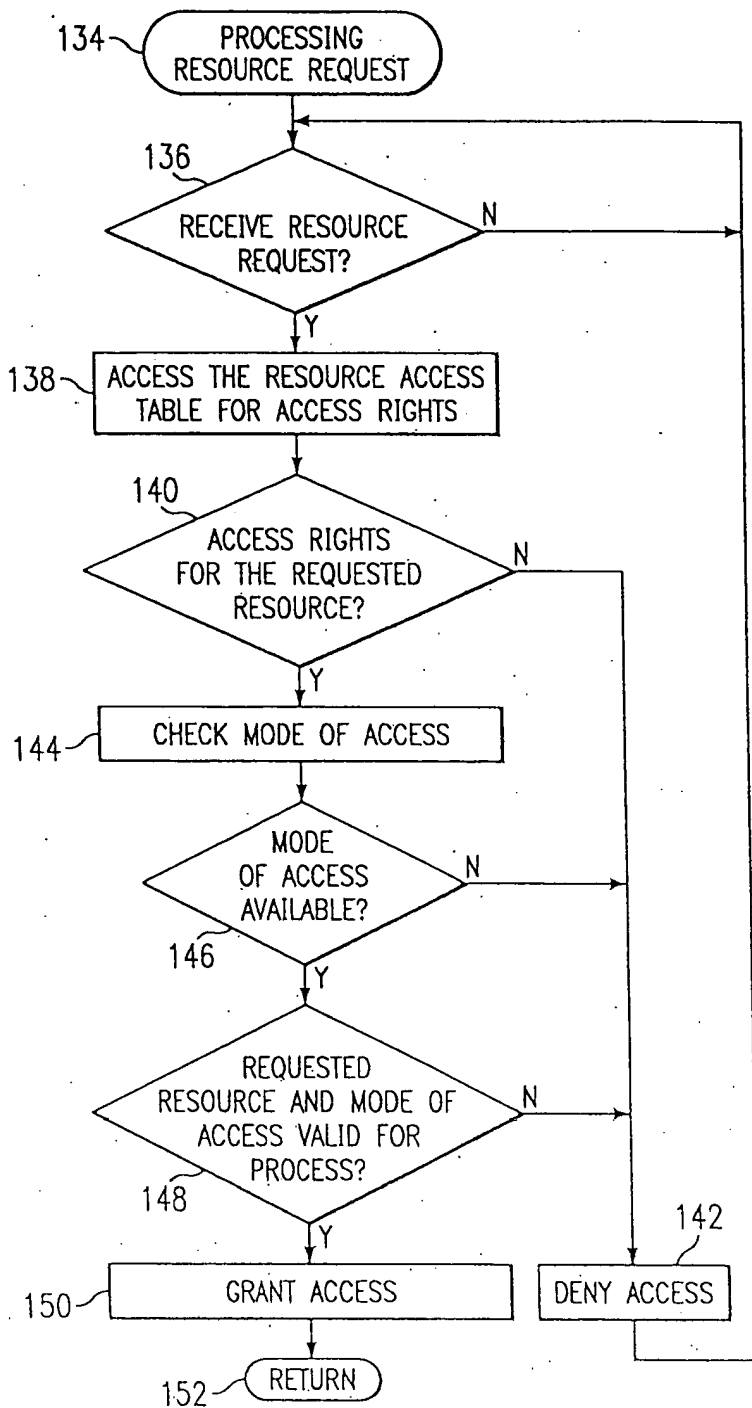 134
PROCESSING
RESOURCE REQUEST
136
RECEIVE RESOURCE
REQUEST?
N
Y
138
ACCESS THE RESOURCE ACCESS
TABLE FOR ACCESS RIGHTS
140
ACCESS RIGHTS
FOR THE REQUESTED
RESOURCE?
N
Y
144
CHECK MODE OF ACCESS
MODE
OF ACCESS
AVAILABLE?
N
146
Y
REQUESTED
RESOURCE AND MODE OF
ACCESS VALID FOR
PROCESS?
N
148
Y
142
150
GRANT ACCESS
DENY ACCESS
152
RETURN